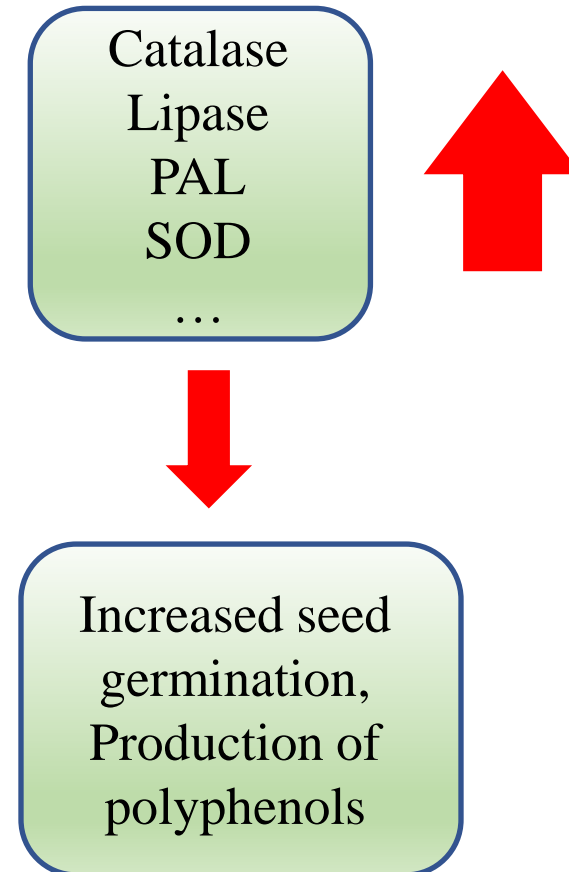 Catalase
Lipase
PAL
SOD
…
Increased seed
germination,
Production of
polyphenols